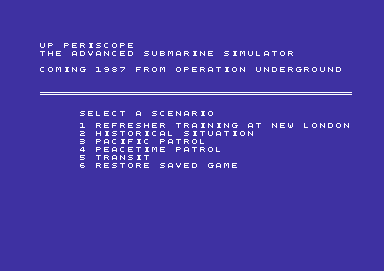 UP PERISCOPE
THE ADVANCED SUBMARINE SIMULATOR
COMING 1987 FROM OPERATION UNDERGROUND
SELECT A SCENARIO
1 REFRESHER TRAINING AT NEW LONDON
2 HISTORICAL SITUATION
3 PACIFIC PATROL
4 PEACETIME PATROL
5 TRANSIT
6 RESTORE SAVED GAME